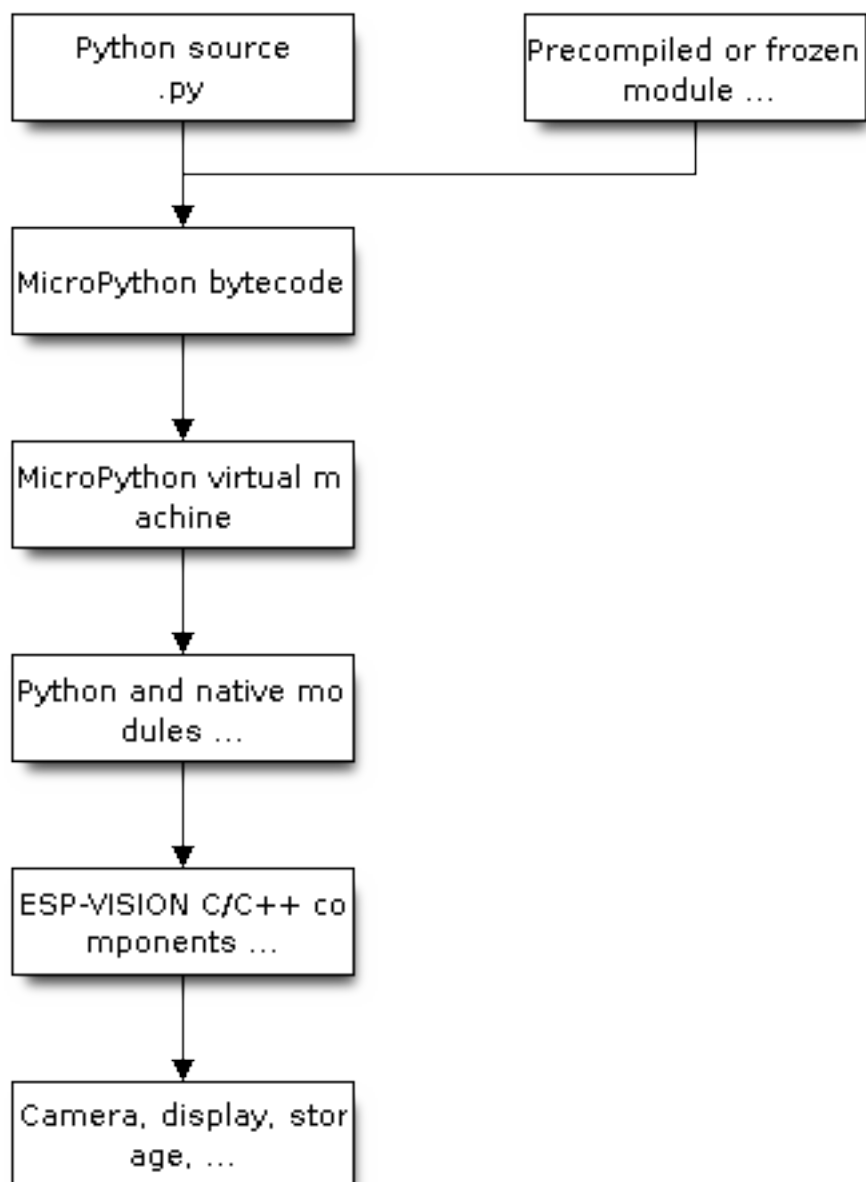 Python source
.py
Precompiled or frozen
module ...
MicroPython bytecode
MicroPython virtual m
achine
Python and native mo
dules ...
ESP-VISION C/C++ co
mponents ...
Camera, display, stor
age, ...